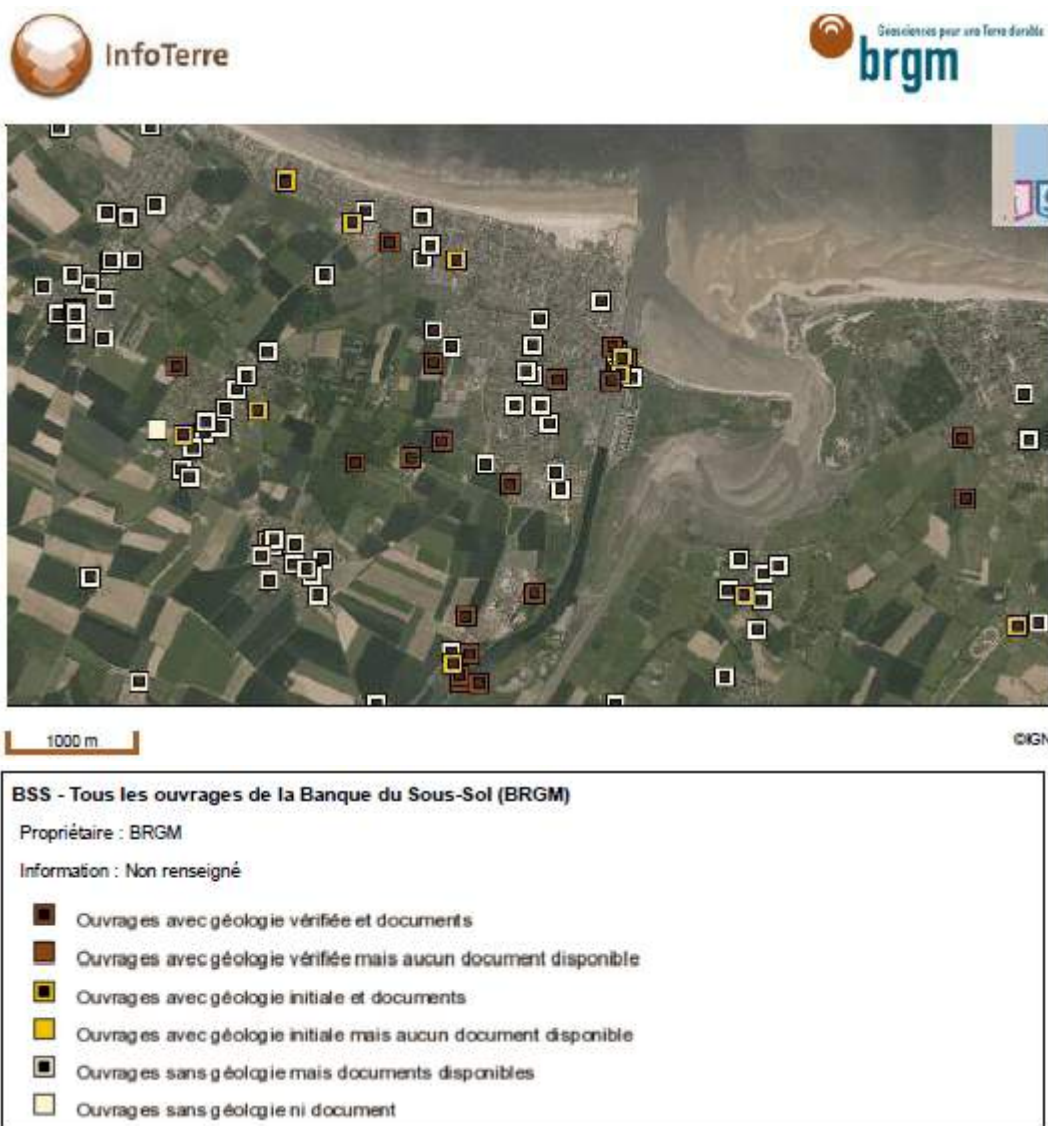 InfoTerre
Géosciences pour une Terre durable
brgm
1000 m
©IGN
BSS - Tous les ouvrages de la Banque du Sous-Sol (BRGM)
Propriétaire : BRGM
Information : Non renseigné
Ouvrages avec géologie vérifiée et documents
Ouvrages avec géologie vérifiée mais aucun document disponible
Ouvrages avec géologie initiale et documents
Ouvrages avec géologie initiale mais aucun document disponible
Ouvrages sans géologie mais documents disponibles
Ouvrages sans géologie ni document